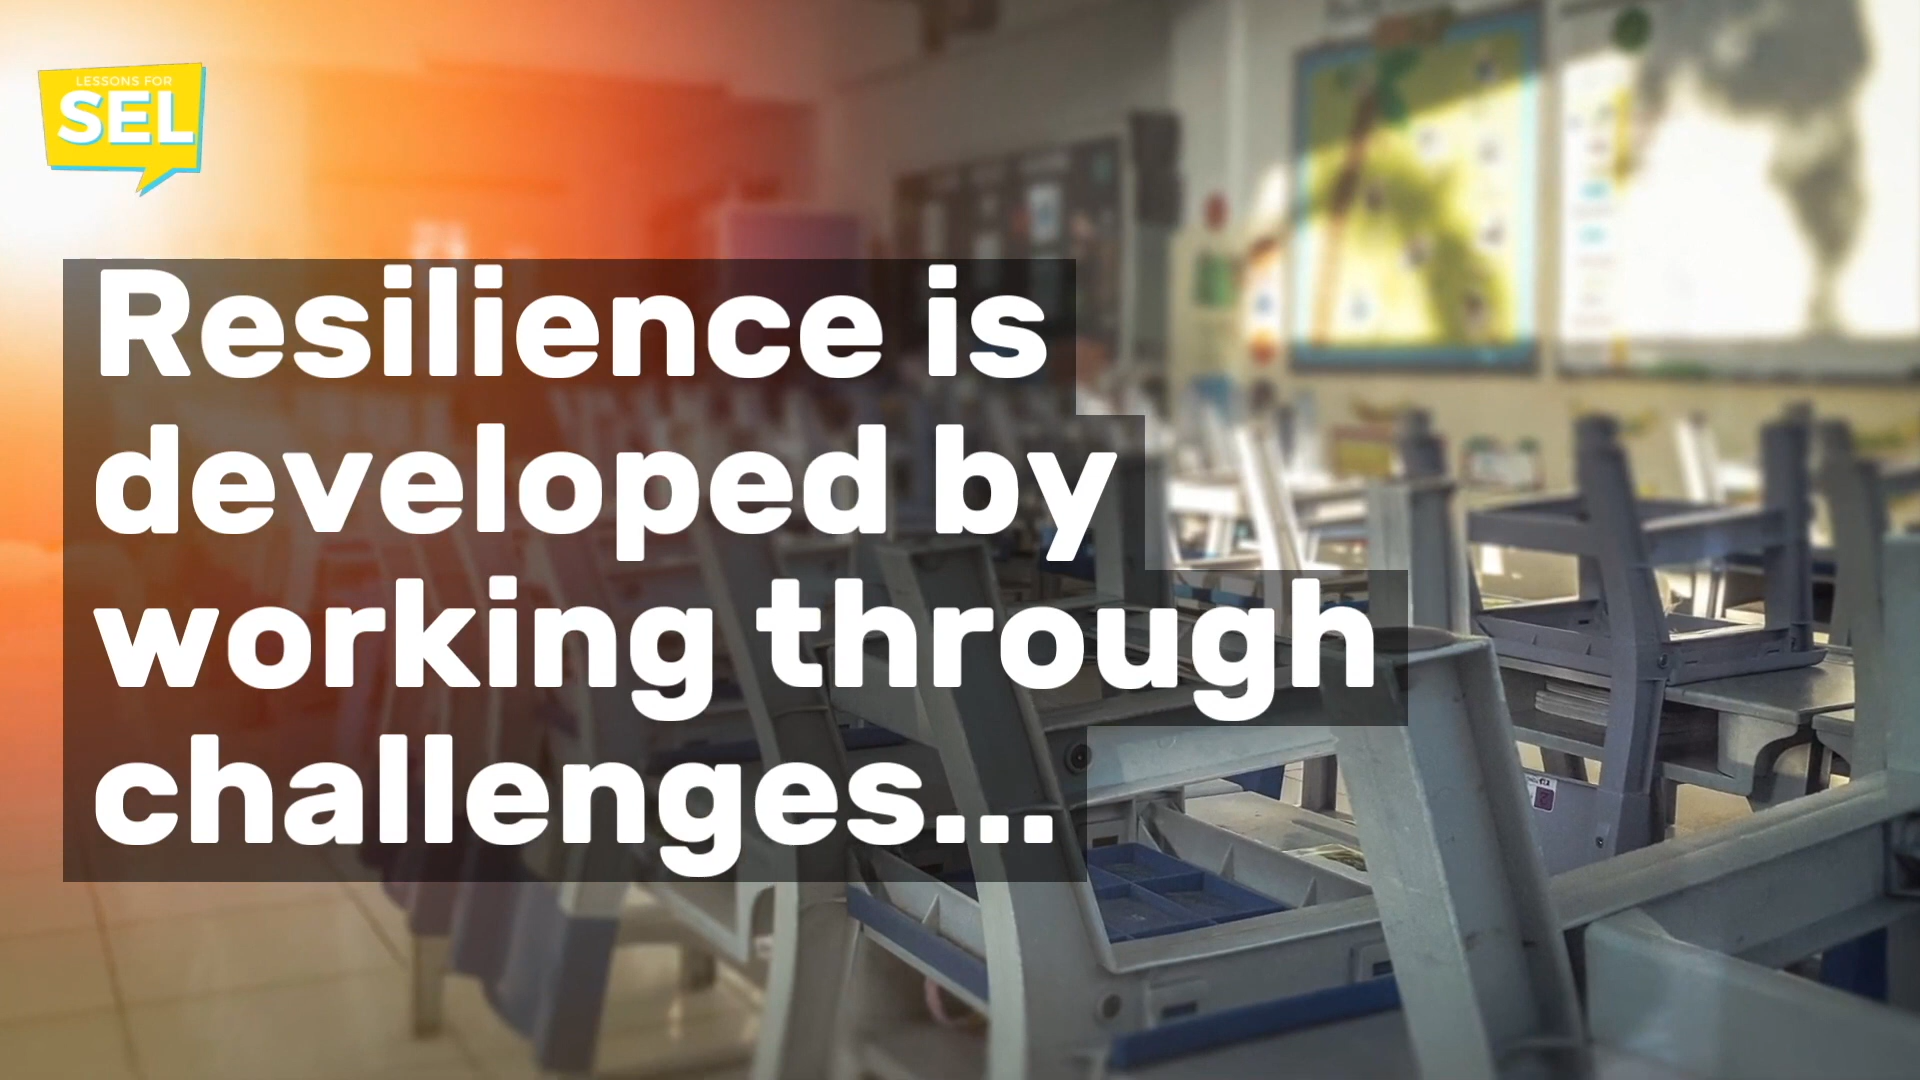 LESSONS FOR
SEL
Resilience is
developed by
working through
challenges...